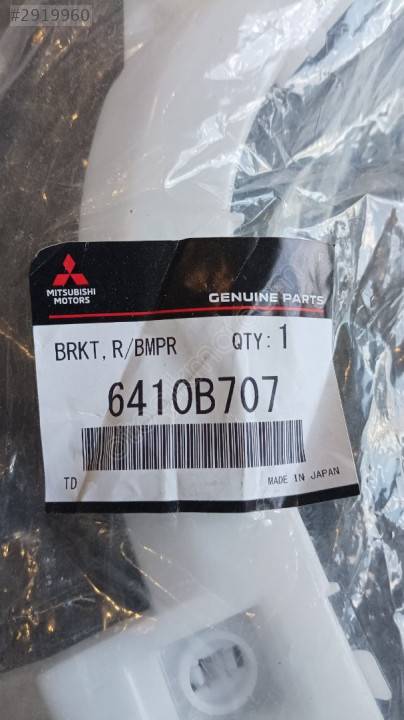 #2919960
MITSUBISHI
MOTORS
GENUINE PARTS
BRKT, R/BMPR QTY: 1
6410B707
TD MADE IN JAPAN